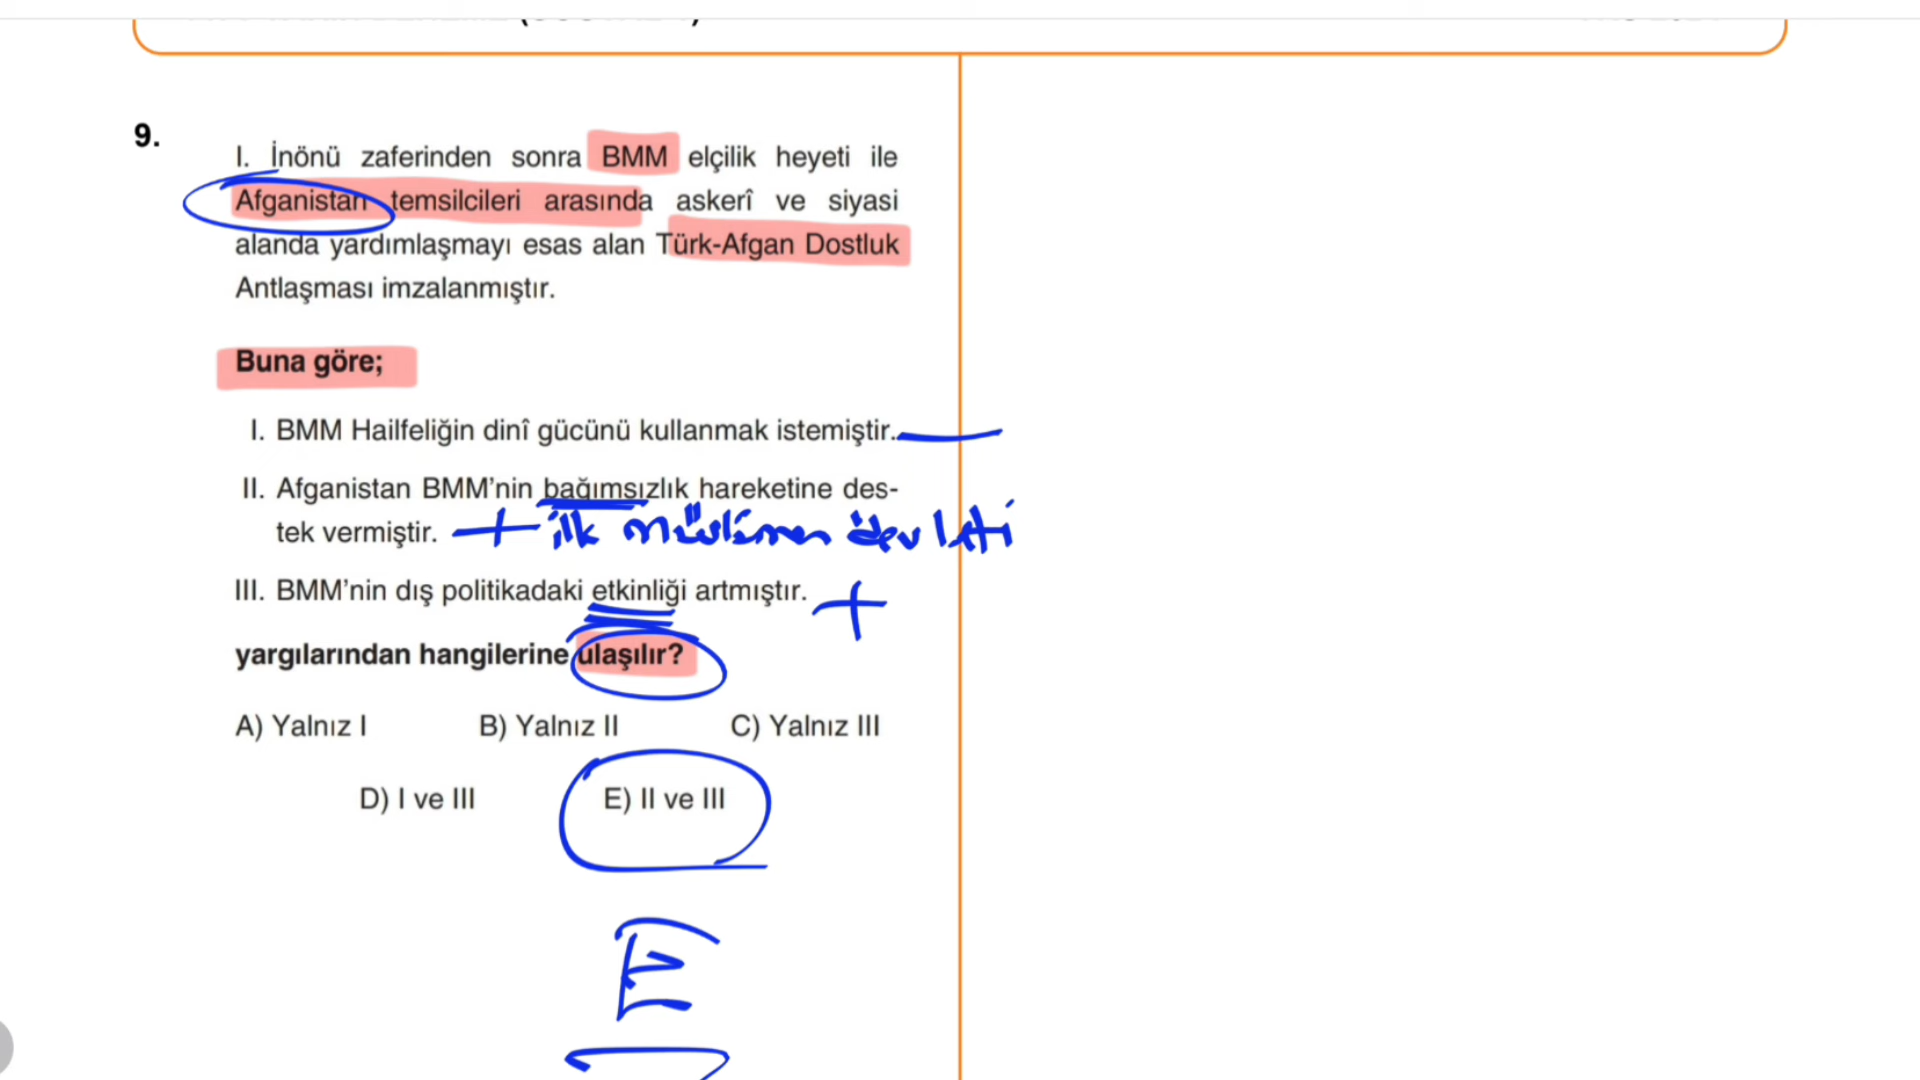 9.
I. İnönü zaferinden sonra BMM elçilik heyeti ile
Afganistan temsilcileri arasında askerî ve siyasi
alanda yardımlaşmayı esas alan Türk-Afgan Dostluk
Antlaşması imzalanmıştır.
Buna göre;
I. BMM Hailfeliğin dinî gücünü kullanmak istemiştir.
II. Afganistan BMM’nin bağımsızlık hareketine des-
tek vermiştir. + ilk müslüman devleti
III. BMM’nin dış politikadaki etkinliği artmıştır. +
yargılarından hangilerine ulaşılır?
A) Yalnız I B) Yalnız II C) Yalnız III
D) I ve III E) II ve III
E